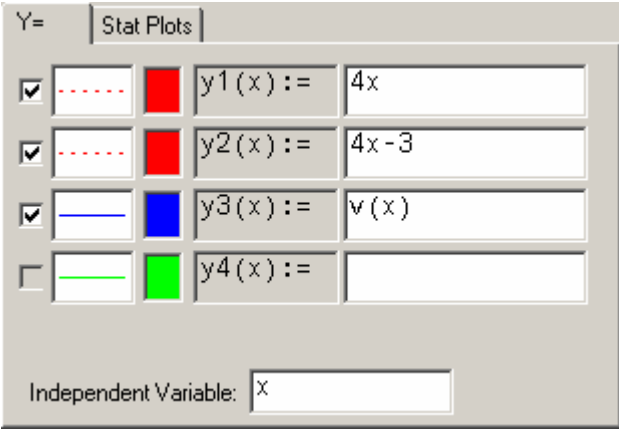 Y= Stat Plots
y1(x):= 4x
y2(x):= 4x-3
y3(x):= v(x)
y4(x):=
Independent Variable: x